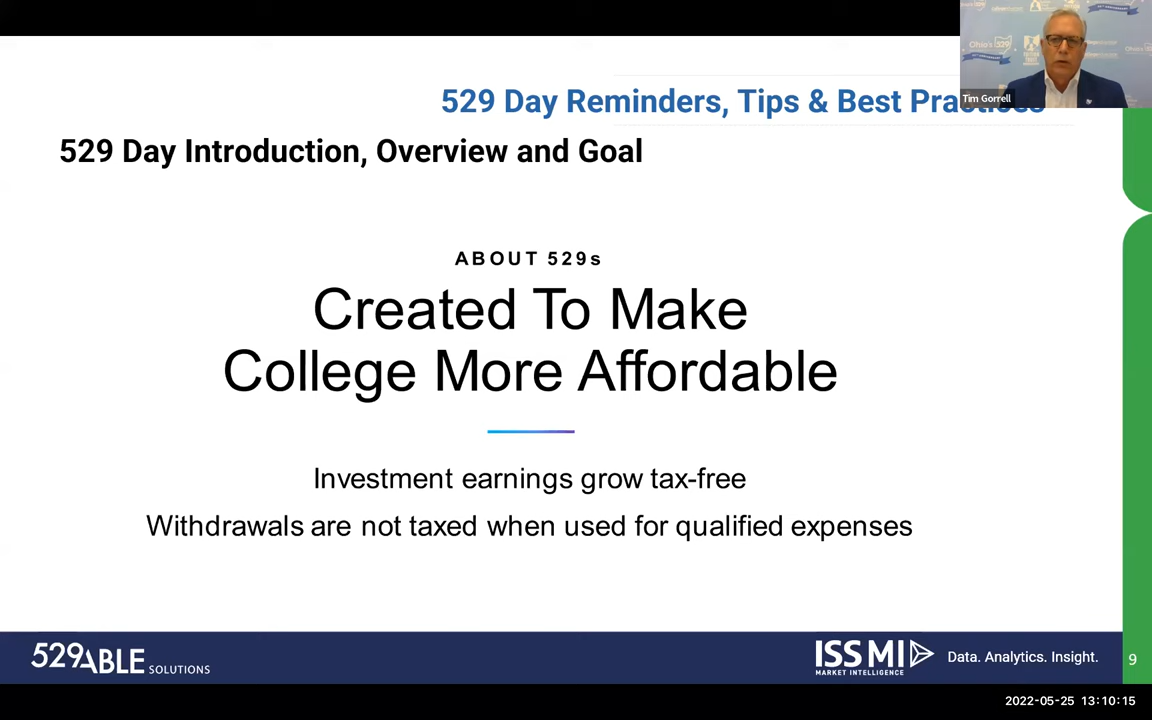 529 Day Reminders, Tips & Best Practices
Tim Gorrell
529 Day Introduction, Overview and Goal
ABOUT 529s
Created To Make
College More Affordable
Investment earnings grow tax-free
Withdrawals are not taxed when used for qualified expenses
529ABLE SOLUTIONS
ISS MI
MARKET INTELLIGENCE
Data. Analytics. Insight.
9
2022-05-25 13:10:15